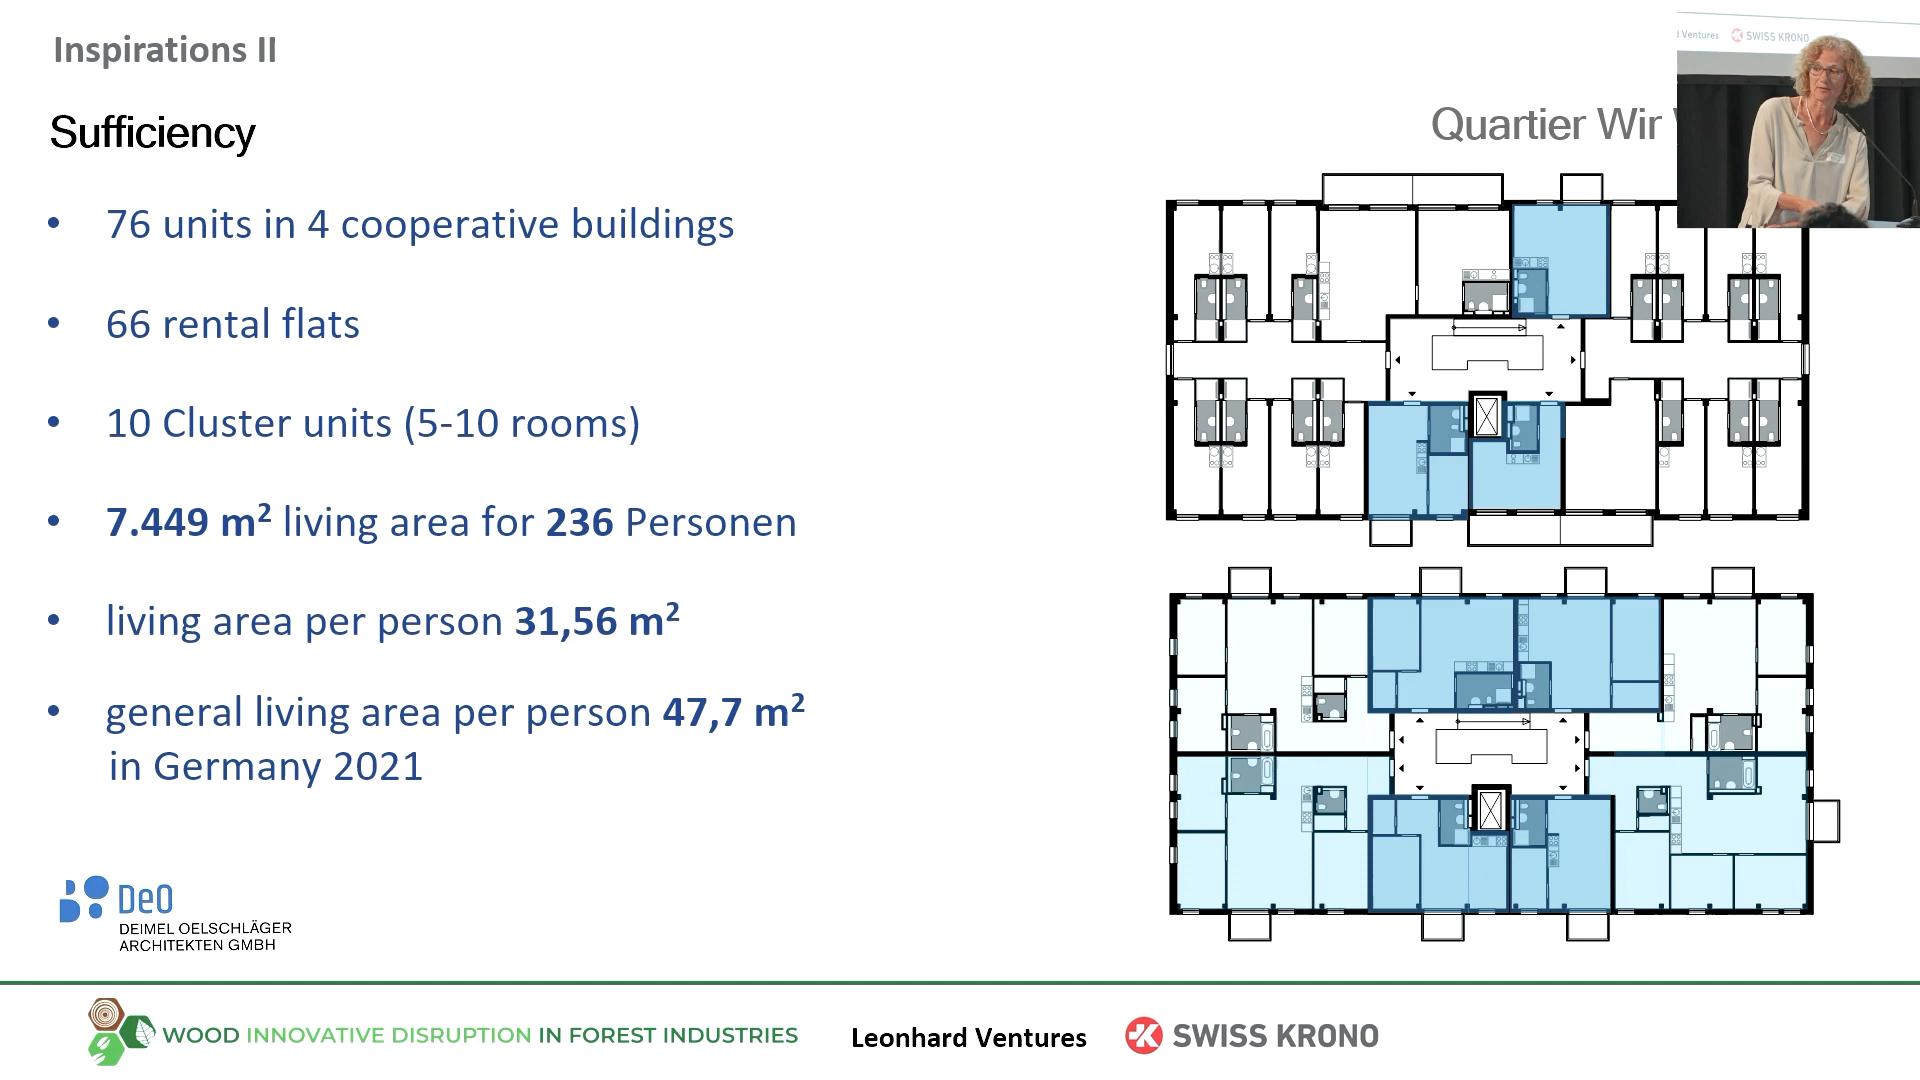 Inspirations II
d Ventures SWISS KRONO
Sufficiency
Quartier Wir
• 76 units in 4 cooperative buildings
• 66 rental flats
• 10 Cluster units (5-10 rooms)
• 7.449 m² living area for 236 Personen
• living area per person 31,56 m²
• general living area per person 47,7 m²
in Germany 2021
DeO
DEIMEL OELSCHLÄGER
ARCHITEKTEN GMBH
WOOD INNOVATIVE DISRUPTION IN FOREST INDUSTRIES
Leonhard Ventures
SWISS KRONO